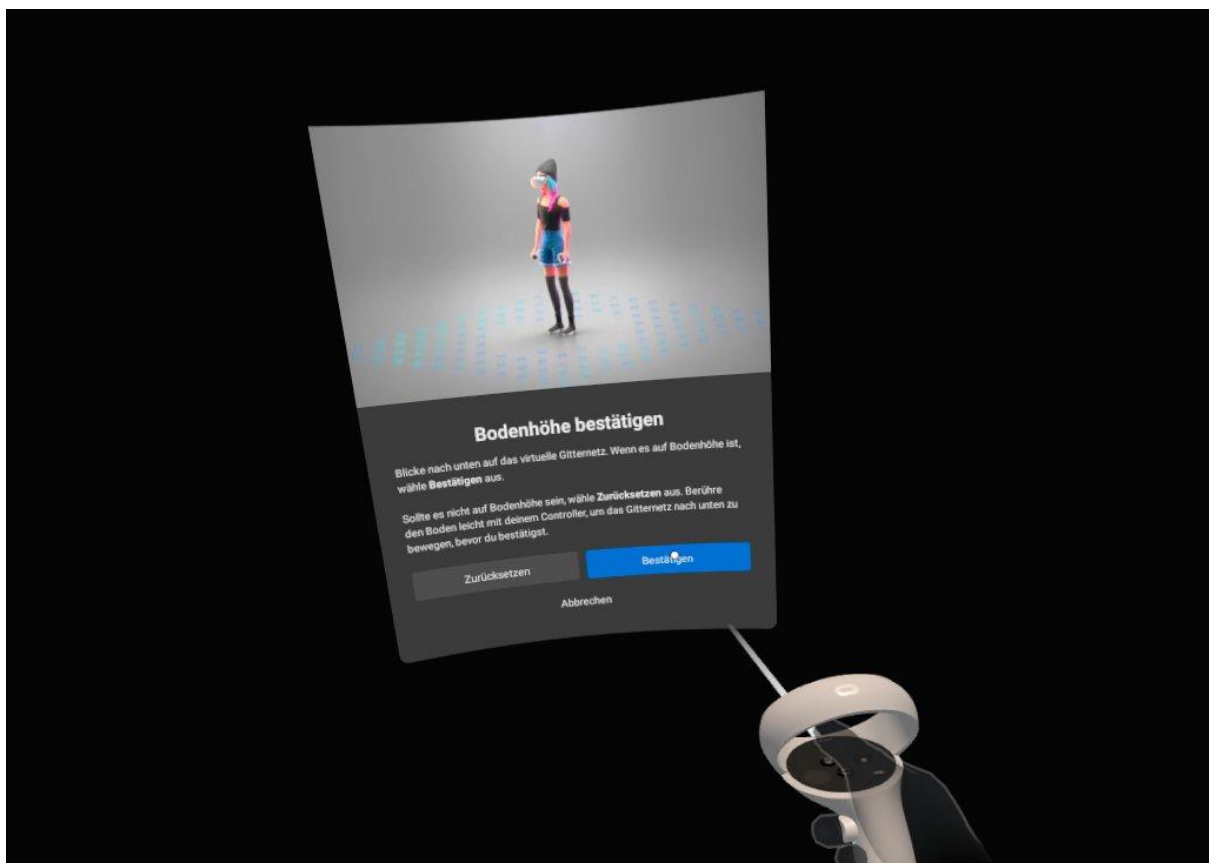 Bodenhöhe bestätigen
Blicke nach unten auf das virtuelle Gitternetz. Wenn es auf Bodenhöhe ist,
wähle Bestätigen aus.
Sollte es nicht auf Bodenhöhe sein, wähle Zurücksetzen aus. Berühre
den Boden leicht mit deinem Controller, um das Gitternetz nach unten zu
bewegen, bevor du bestätigst.
Zurücksetzen
Bestätigen
Abbrechen